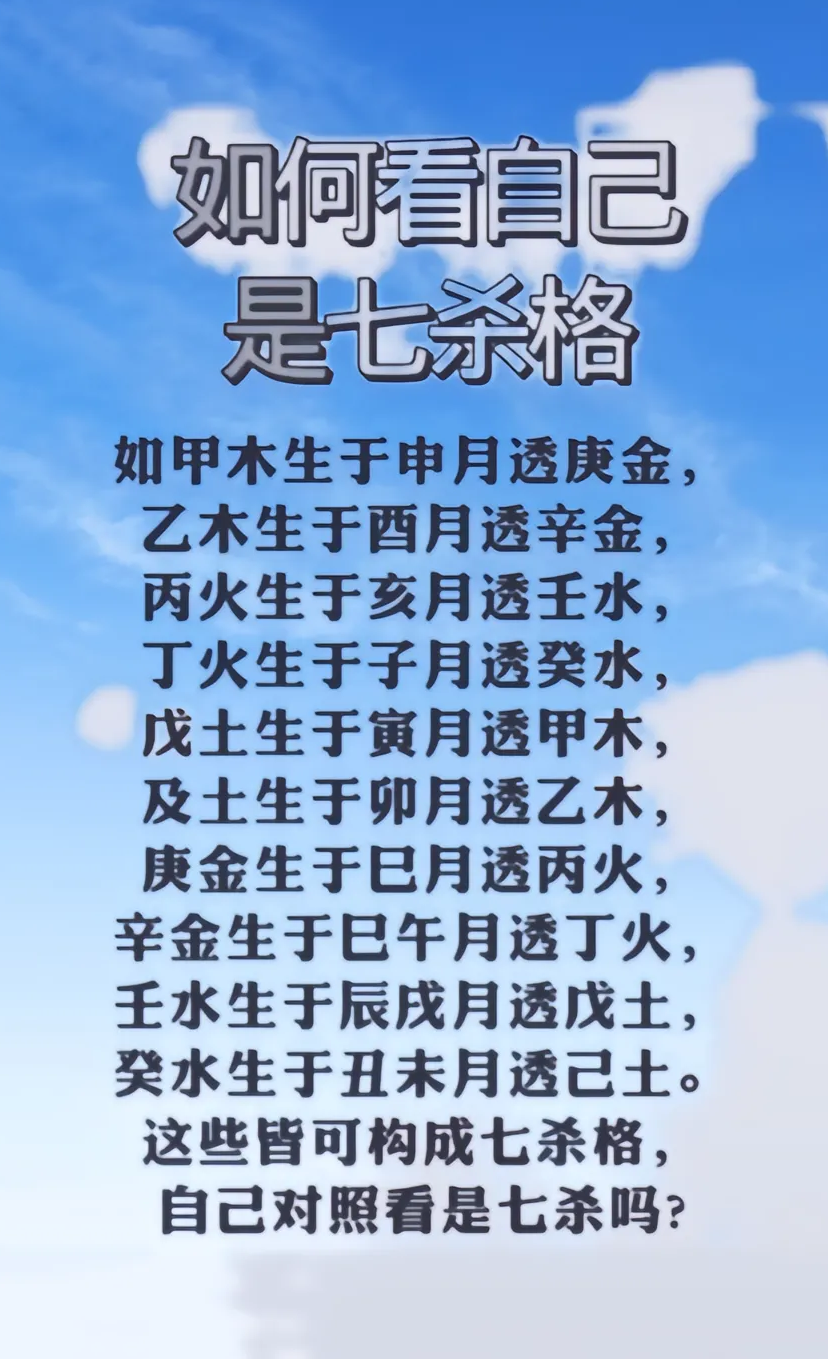 如何看自己
是七杀格
如甲木生于申月透庚金，
乙木生于酉月透辛金，
丙火生于亥月透壬水，
丁火生于子月透癸水，
戊土生于寅月透甲木，
及土生于卯月透乙木，
庚金生于巳月透丙火，
辛金生于巳午月透丁火，
壬水生于辰戌月透戊土，
癸水生于丑未月透己土。
这些皆可构成七杀格，
自己对照看是七杀吗?